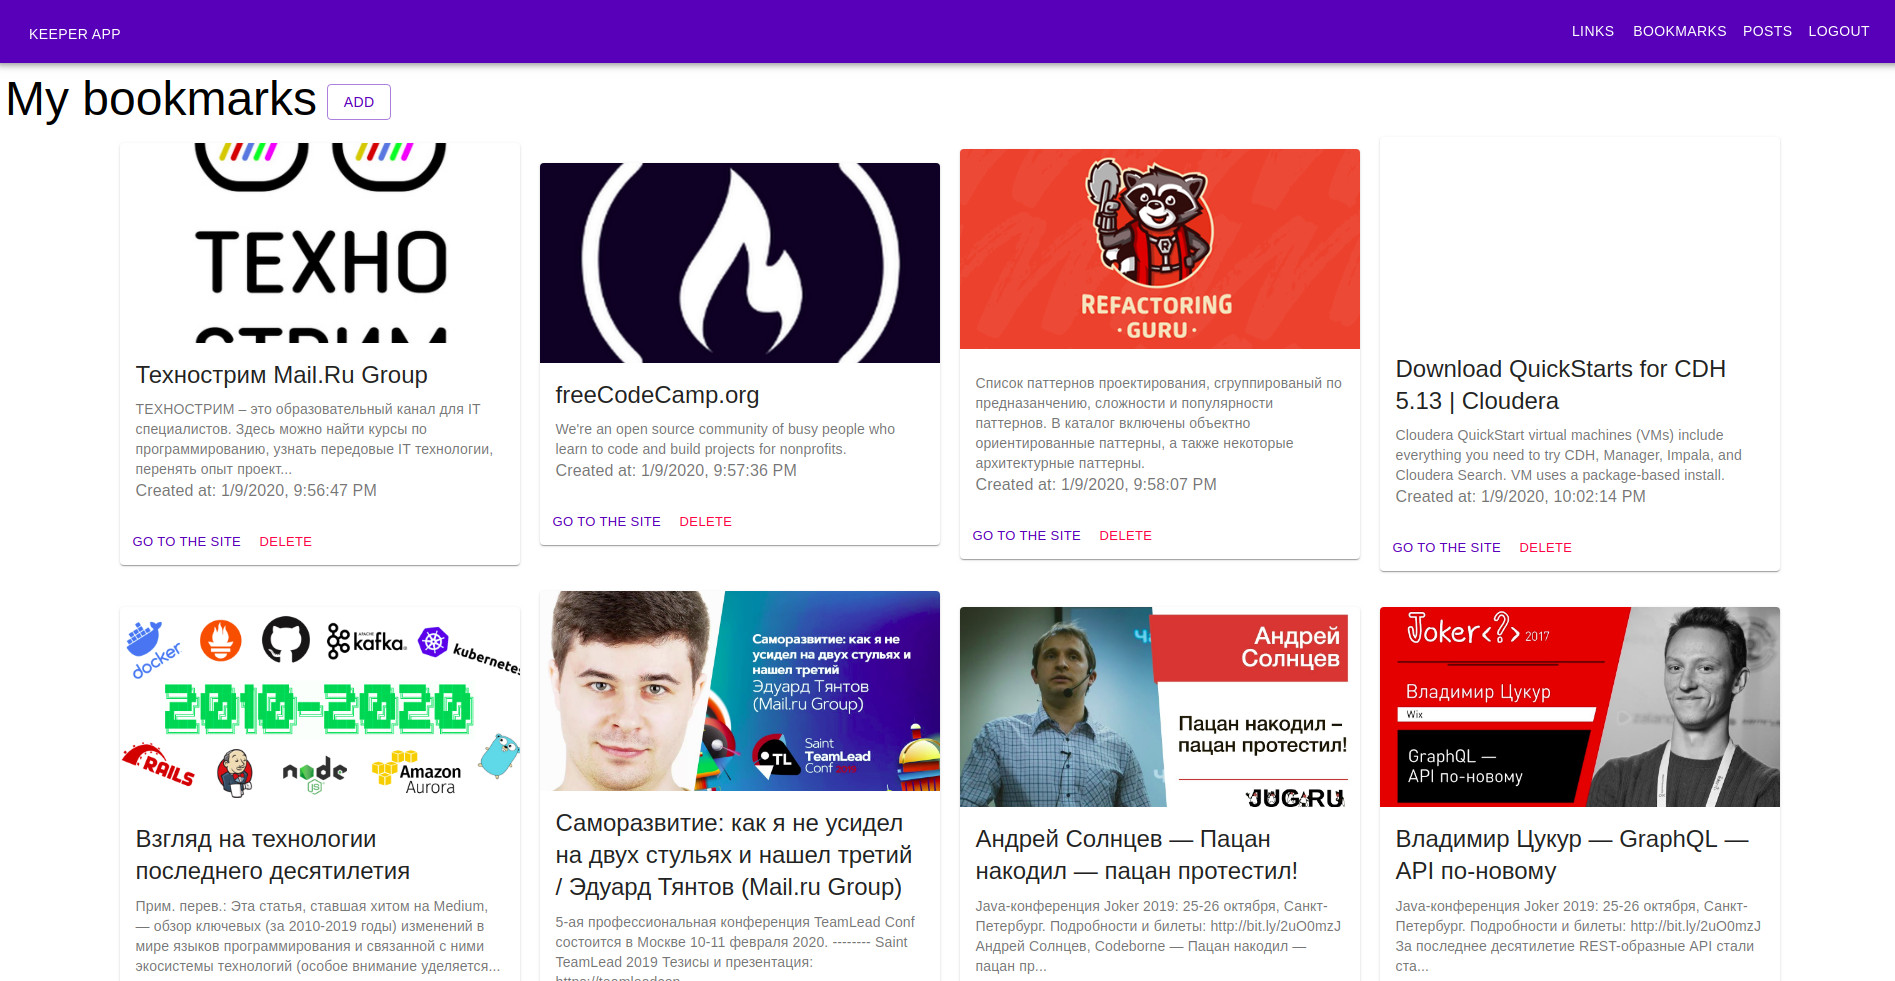 KEEPER APP
LINKS BOOKMARKS POSTS LOGOUT
My bookmarks ADD
ТЕХНО
СТРИМ
Технострим Mail.Ru Group
ТЕХНОСТРИМ – это образовательный канал для IT
специалистов. Здесь можно найти курсы по
программированию, узнать передовые IT технологии,
перенять опыт проект...
Created at: 1/9/2020, 9:56:47 PM
GO TO THE SITE DELETE
freeCodeCamp.org
We're an open source community of busy people who
learn to code and build projects for nonprofits.
Created at: 1/9/2020, 9:57:36 PM
GO TO THE SITE DELETE
R
REFACTORING
· GURU ·
Список паттернов проектирования, сгруппированый по
предназанчению, сложности и популярности
паттернов. В каталог включены объектно
ориентированные паттерны, а также некоторые
архитектурные паттерны.
Created at: 1/9/2020, 9:58:07 PM
GO TO THE SITE DELETE
Download QuickStarts for CDH
5.13 | Cloudera
Cloudera QuickStart virtual machines (VMs) include
everything you need to try CDH, Manager, Impala, and
Cloudera Search. VM uses a package-based install.
Created at: 1/9/2020, 10:02:14 PM
GO TO THE SITE DELETE
docker
APACHE
kafka
kubernetes
2010-2020
RAILS
node
JS
Amazon
Aurora
Взгляд на технологии
последнего десятилетия
Прим. перев.: Эта статья, ставшая хитом на Medium,
— обзор ключевых (за 2010-2019 годы) изменений в
мире языков программирования и связанной с ними
экосистемы технологий (особое внимание уделяется...
Саморазвитие: как я не
усидел на двух стульях и
нашел третий
Эдуард Тянтов
(Mail.ru Group)
TL
Saint
TeamLead
Conf
Саморазвитие: как я не усидел
на двух стульях и нашел третий
/ Эдуард Тянтов (Mail.ru Group)
5-ая профессиональная конференция TeamLead Conf
состоится в Москве 10-11 февраля 2020. -------- Saint
TeamLead 2019 Тезисы и презентация:
https://teamleadcon...
Андрей
Солнцев
Пацан накодил –
пацан протестил!
JUG.RU
Андрей Солнцев — Пацан
накодил — пацан протестил!
Java-конференция Joker 2019: 25-26 октября, Санкт-
Петербург. Подробности и билеты: http://bit.ly/2uO0mzJ
Андрей Солнцев, Codeborne — Пацан накодил —
пацан пр...
Joker<?> 2017
Владимир Цукур
Wix
GraphQL —
API по-новому
Владимир Цукур — GraphQL —
API по-новому
Java-конференция Joker 2019: 25-26 октября, Санкт-
Петербург. Подробности и билеты: http://bit.ly/2uO0mzJ
За последнее десятилетие REST-образные API стали
ста...